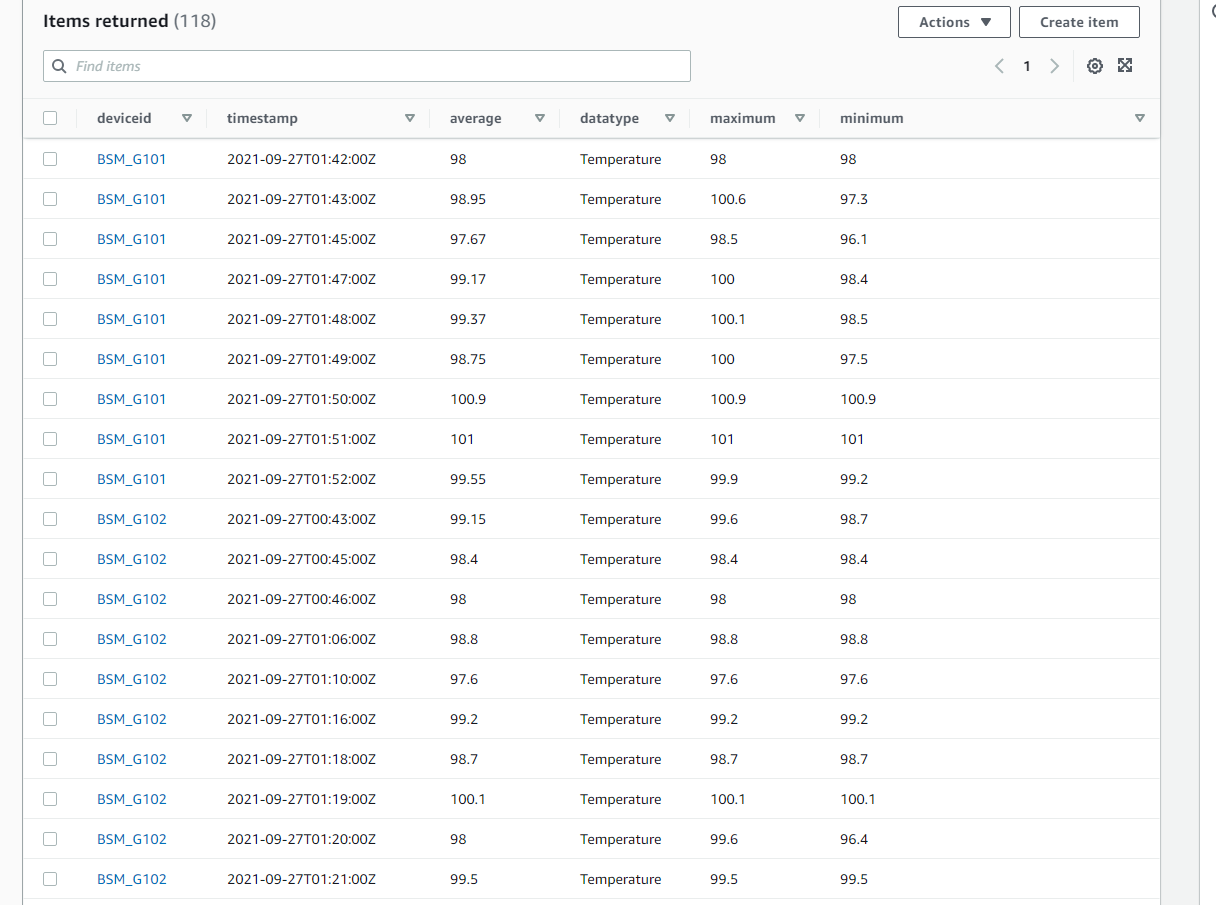 Items returned (118)
Actions
Create item
Find items
1
deviceid timestamp average datatype maximum minimum
BSM_G101 2021-09-27T01:42:00Z 98 Temperature 98 98
BSM_G101 2021-09-27T01:43:00Z 98.95 Temperature 100.6 97.3
BSM_G101 2021-09-27T01:45:00Z 97.67 Temperature 98.5 96.1
BSM_G101 2021-09-27T01:47:00Z 99.17 Temperature 100 98.4
BSM_G101 2021-09-27T01:48:00Z 99.37 Temperature 100.1 98.5
BSM_G101 2021-09-27T01:49:00Z 98.75 Temperature 100 97.5
BSM_G101 2021-09-27T01:50:00Z 100.9 Temperature 100.9 100.9
BSM_G101 2021-09-27T01:51:00Z 101 Temperature 101 101
BSM_G101 2021-09-27T01:52:00Z 99.55 Temperature 99.9 99.2
BSM_G102 2021-09-27T00:43:00Z 99.15 Temperature 99.6 98.7
BSM_G102 2021-09-27T00:45:00Z 98.4 Temperature 98.4 98.4
BSM_G102 2021-09-27T00:46:00Z 98 Temperature 98 98
BSM_G102 2021-09-27T01:06:00Z 98.8 Temperature 98.8 98.8
BSM_G102 2021-09-27T01:10:00Z 97.6 Temperature 97.6 97.6
BSM_G102 2021-09-27T01:16:00Z 99.2 Temperature 99.2 99.2
BSM_G102 2021-09-27T01:18:00Z 98.7 Temperature 98.7 98.7
BSM_G102 2021-09-27T01:19:00Z 100.1 Temperature 100.1 100.1
BSM_G102 2021-09-27T01:20:00Z 98 Temperature 99.6 96.4
BSM_G102 2021-09-27T01:21:00Z 99.5 Temperature 99.5 99.5